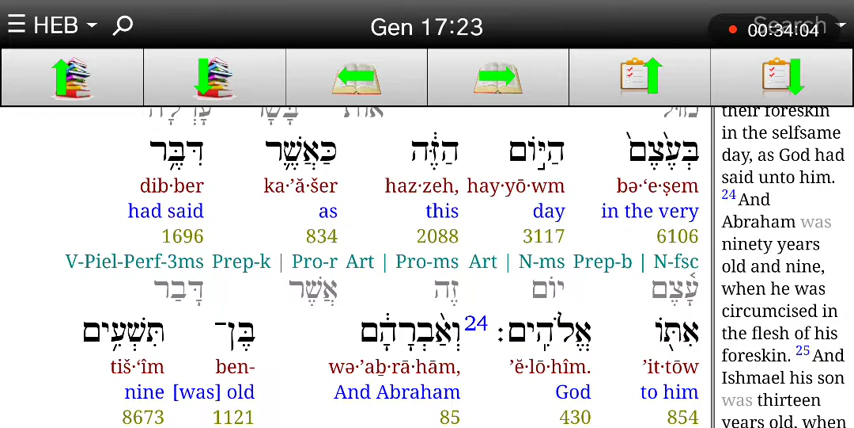 HEB
Gen 17:23
Search
00:34:04
מוּל אוֹת בָּשָׂר עָרְלָה
בְּעֶ֙צֶם֙ הַיּ֣וֹם הַזֶּ֔ה כַּאֲשֶׁ֛ר דִּבֶּ֥ר
dib·ber ka·’ă·šer haz·zeh, hay·yō·wm bə·‘e·ṣem
had said as this day in the very
1696 834 2088 3117 6106
V-Piel-Perf-3ms Prep-k | Pro-r Art | Pro-ms Art | N-ms Prep-b | N-fsc
עֶ֫צֶם יוֹם זֶה אֲשֶׁר דָּבַר
אִתּ֖וֹ אֱלֹהִֽים׃ 24 וְאַ֨בְרָהָ֔ם בֶּן־ תִּשְׁעִ֥ים
tiš·‘îm ben- wə·’aḇ·rā·hām, ’ĕ·lō·hîm. ’it·tōw
nine [was] old And Abraham God to him
8673 1121 85 430 854
their foreskin
in the selfsame
day, as God had
said unto him.
24 And
Abraham was
ninety years
old and nine,
when he was
circumcised in
the flesh of his
foreskin. 25 And
Ishmael his son
was thirteen
years old, when